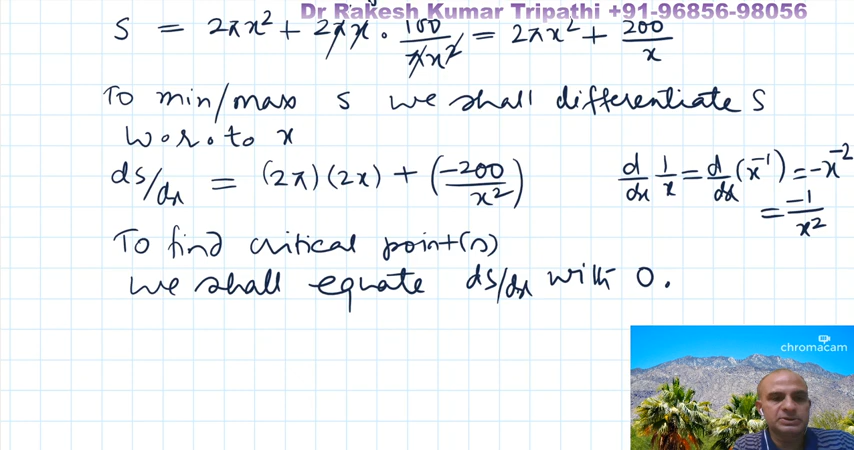 Dr Rakesh Kumar Tripathi +91-96856-98056
S = 2πx² + 2πx · 100/πx² = 2πx² + 200/x
To min/max S we shall differentiate S
w.r.to x
ds/dx = (2π)(2x) + (-200/x²)
d/dx 1/x = d/dx (x⁻¹) = -x⁻²
= -1/x²
To find critical point(s)
we shall equate ds/dx with 0.
chromacam